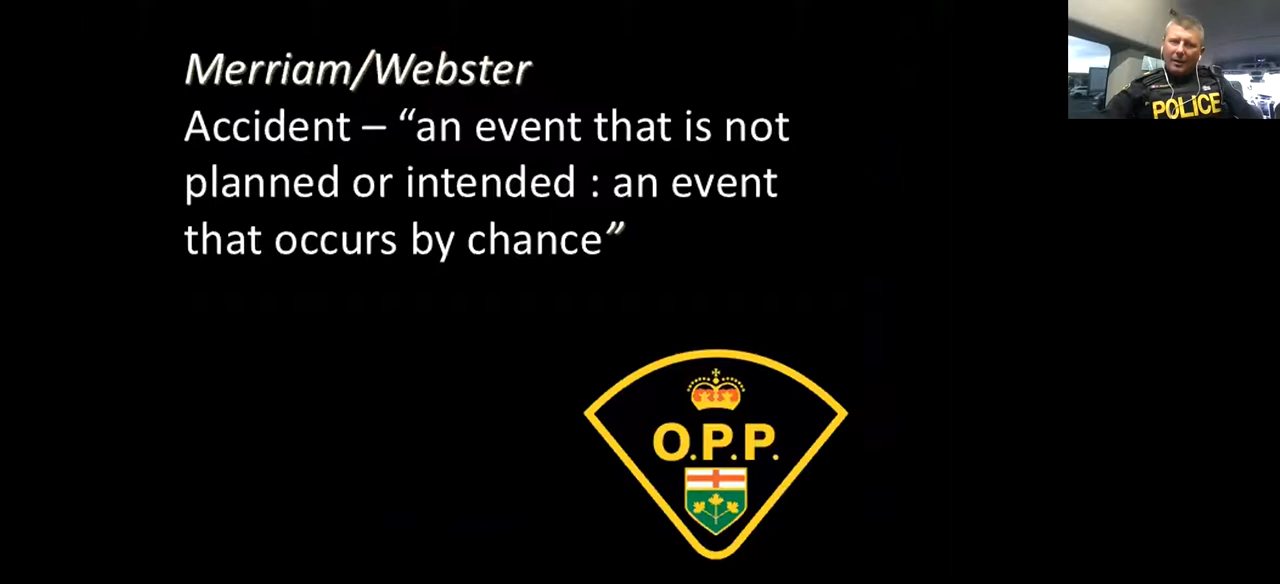 Merriam/Webster
Accident – “an event that is not
planned or intended : an event
that occurs by chance”
POLICE
O.P.P.